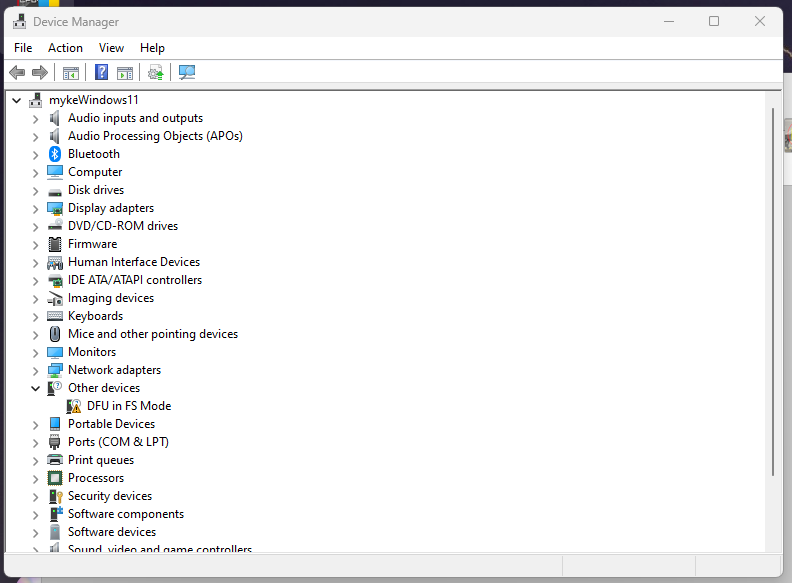 Device Manager
File Action View Help
mykeWindows11
Audio inputs and outputs
Audio Processing Objects (APOs)
Bluetooth
Computer
Disk drives
Display adapters
DVD/CD-ROM drives
Firmware
Human Interface Devices
IDE ATA/ATAPI controllers
Imaging devices
Keyboards
Mice and other pointing devices
Monitors
Network adapters
Other devices
DFU in FS Mode
Portable Devices
Ports (COM & LPT)
Print queues
Processors
Security devices
Software components
Software devices
Sound, video and game controllers